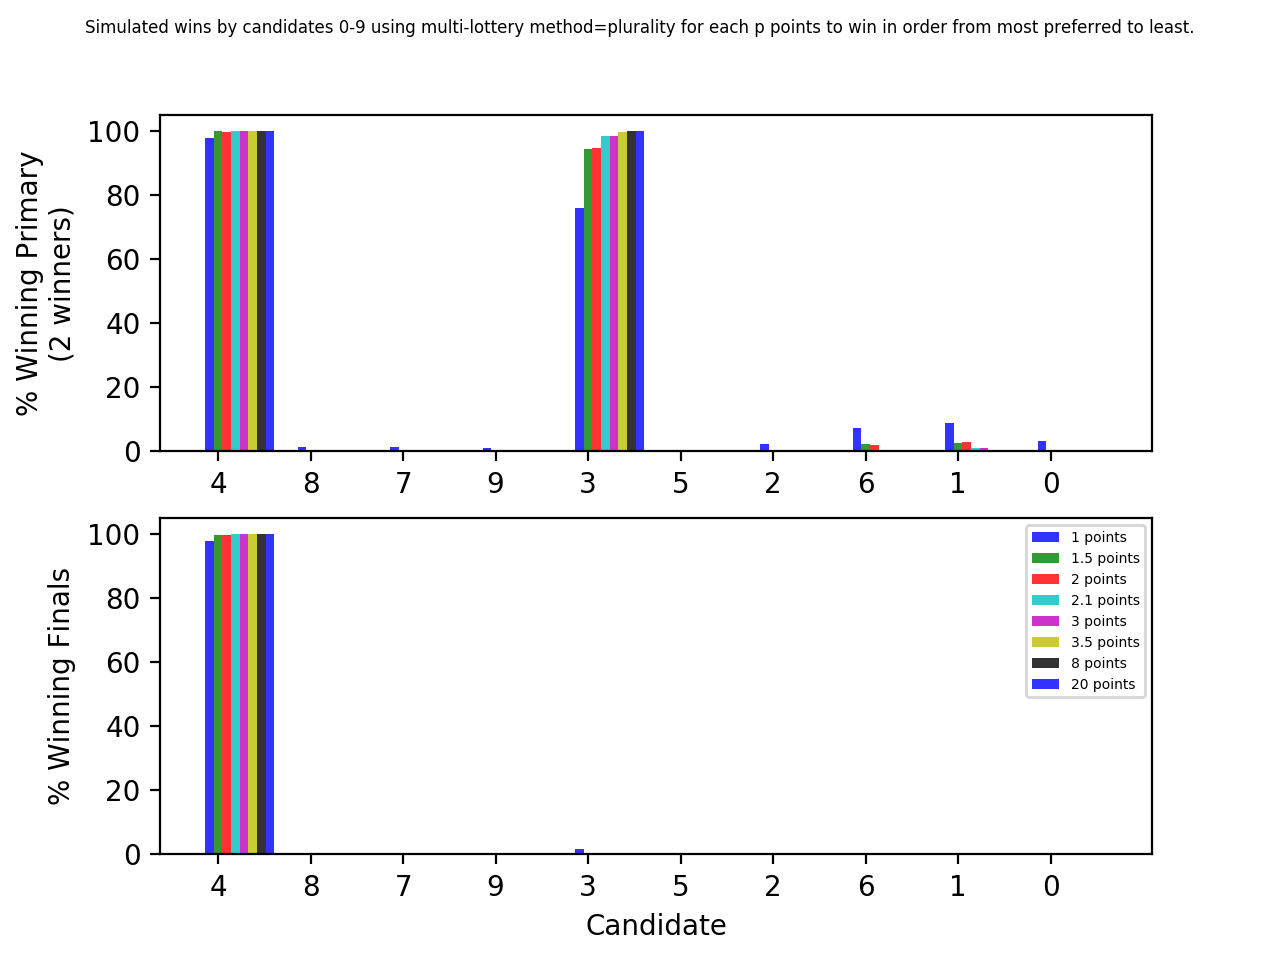 Simulated wins by candidates 0-9 using multi-lottery method=plurality for each p points to win in order from most preferred to least.
% Winning Primary
(2 winners)
100
80
60
40
20
0
4 8 7 9 3 5 2 6 1 0
% Winning Finals
100
80
60
40
20
0
1 points
1.5 points
2 points
2.1 points
3 points
3.5 points
8 points
20 points
4 8 7 9 3 5 2 6 1 0
Candidate